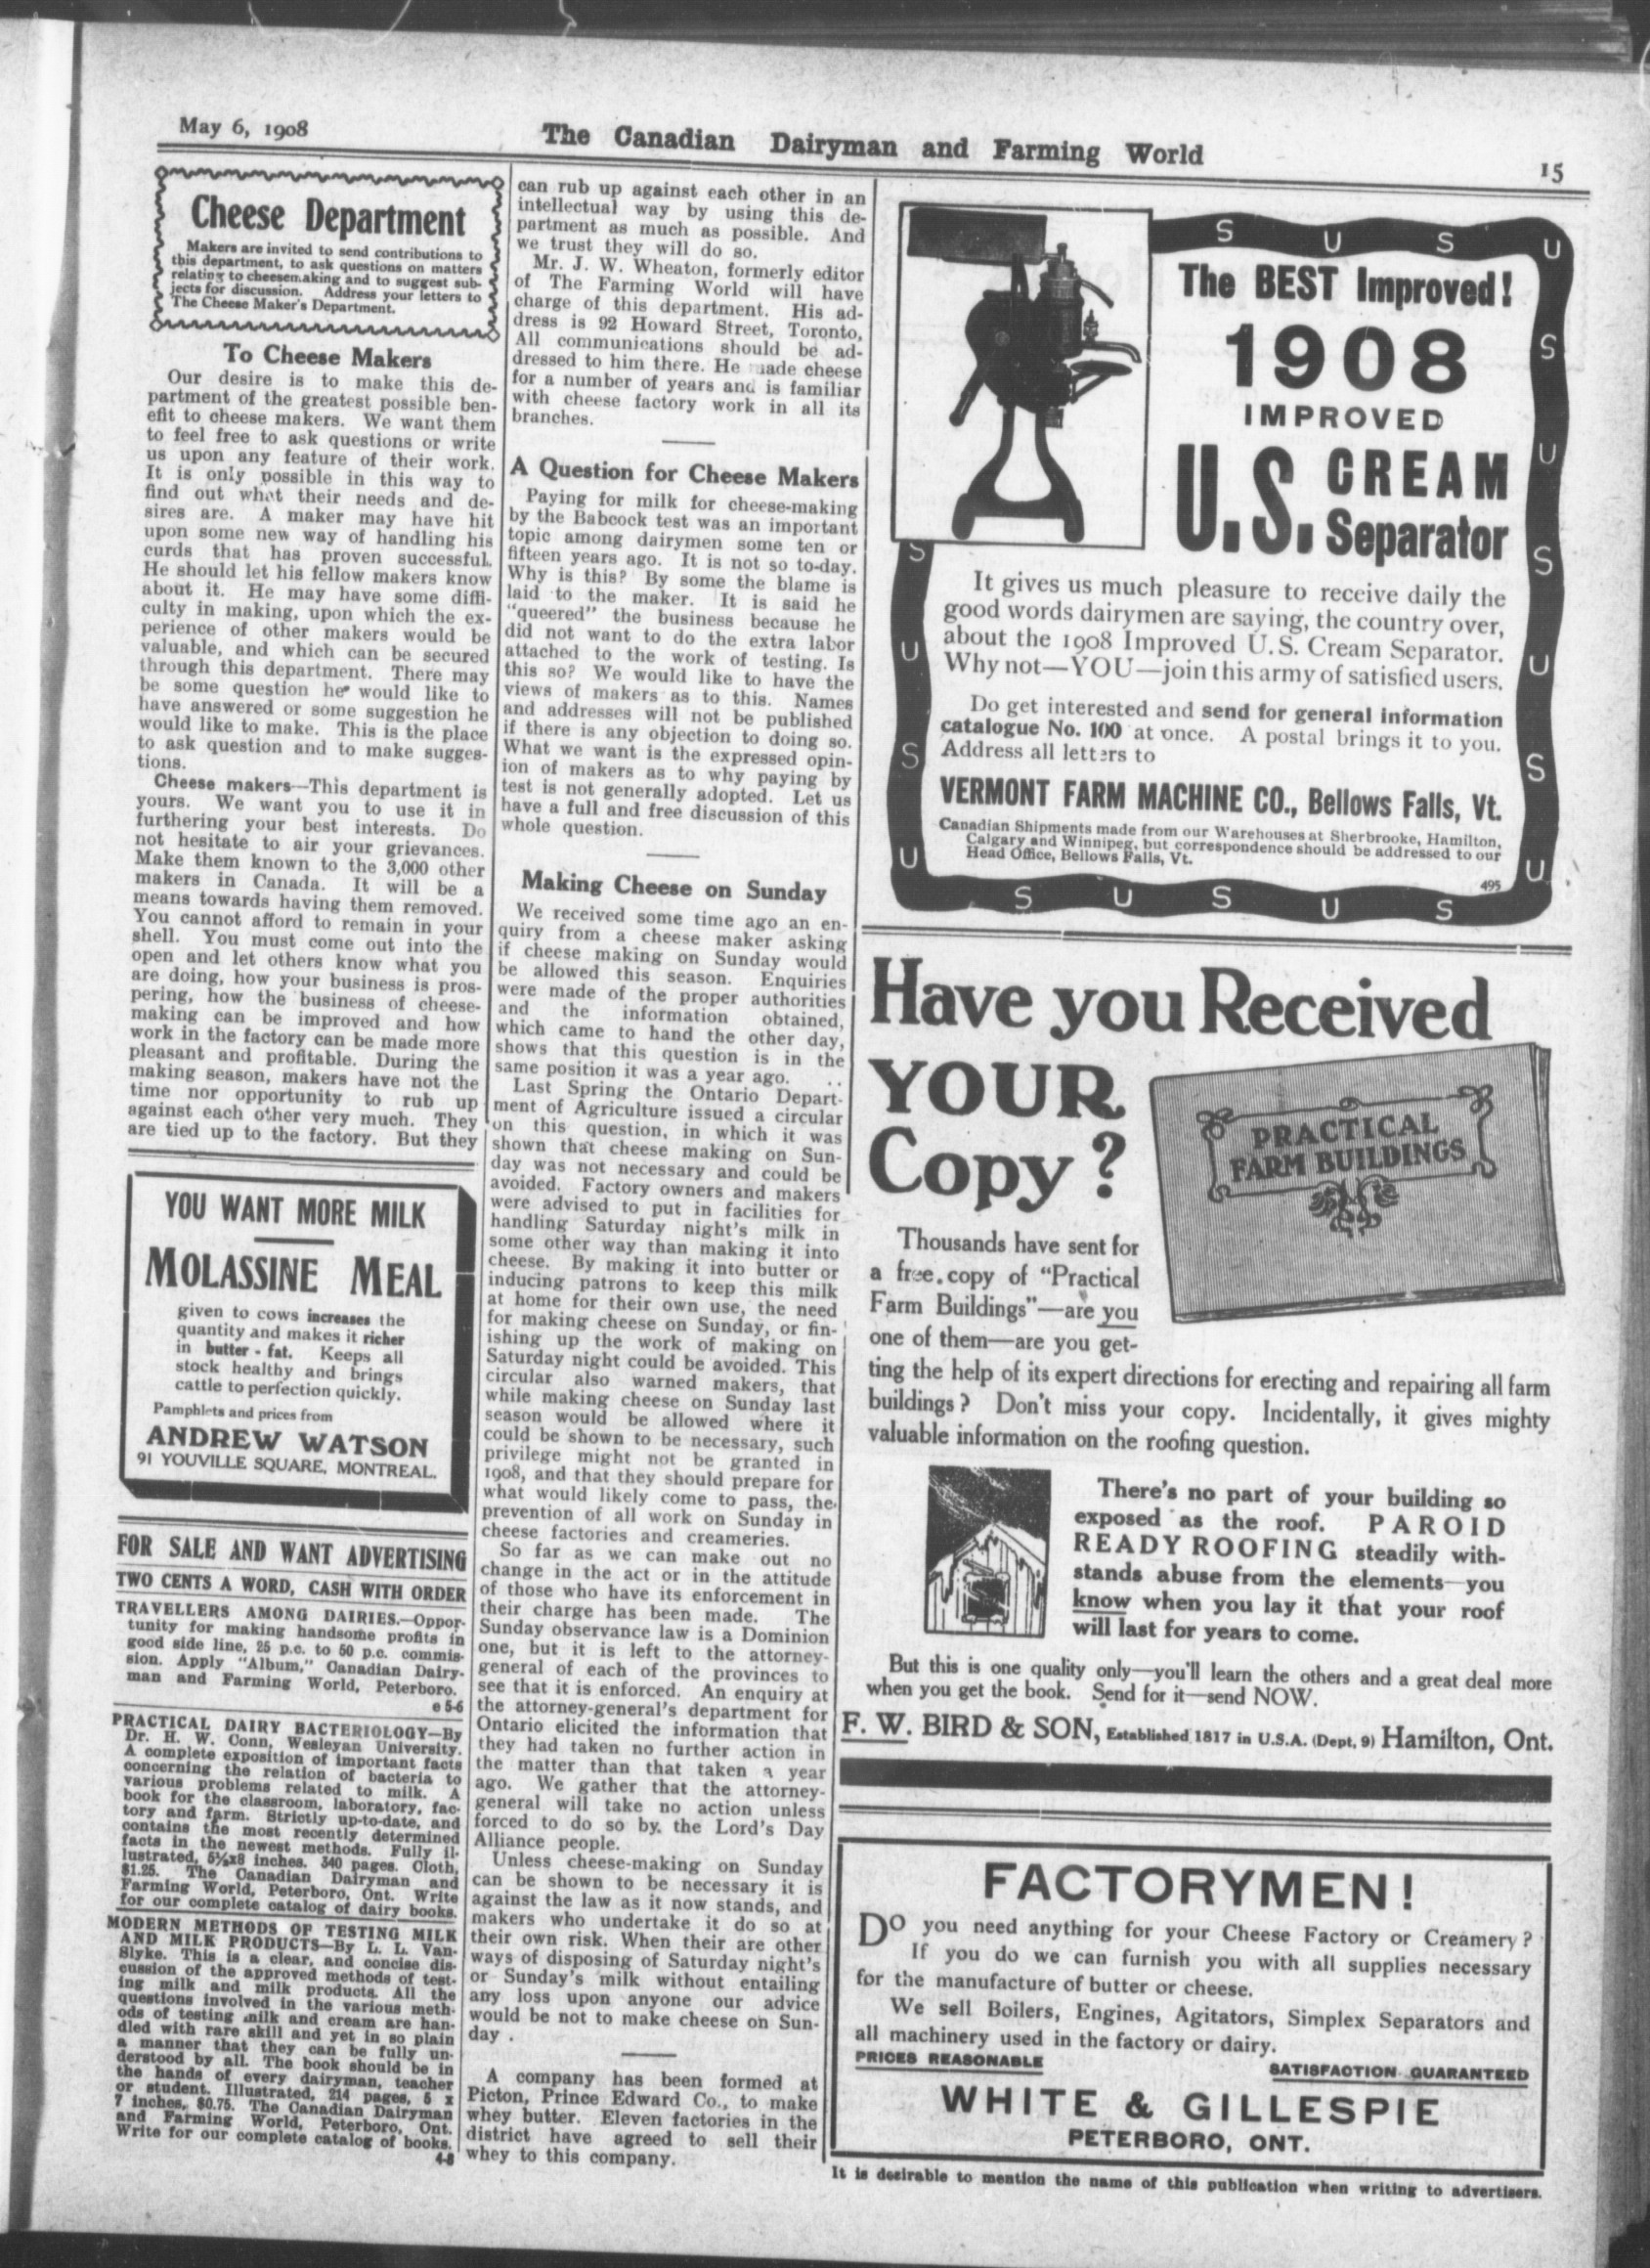 May 6, 1908
The Canadian Dairyman and Farming World
15
Cheese Department
Makers are invited to send contributions to
this department, to ask questions on matters
relating to cheesemaking and to suggest sub-
jects for discussion. Address your letters to
The Cheese Maker's Department.
To Cheese Makers
Our desire is to make this de-
partment of the greatest possible ben-
efit to cheese makers. We want them
to feel free to ask questions or write
us upon any feature of their work.
It is only possible in this way to
find out what their needs and de-
sires are. A maker may have hit
upon some new way of handling his
curds that has proven successful.
He should let his fellow makers know
about it. He may have some diffi-
culty in making, upon which the ex-
perience of other makers would be
valuable, and which can be secured
through this department. There may
be some question he would like to
have answered or some suggestion he
would like to make. This is the place
to ask question and to make sugges-
tions.
Cheese makers—This department is
yours. We want you to use it in
furthering your best interests. Do
not hesitate to air your grievances.
Make them known to the 3,000 other
makers in Canada. It will be a
means towards having them removed.
You cannot afford to remain in your
shell. You must come out into the
open and let others know what you
are doing, how your business is pros-
pering, how the business of cheese-
making can be improved and how
work in the factory can be made more
pleasant and profitable. During the
making season, makers have not the
time nor opportunity to rub up
against each other very much. They
are tied up to the factory. But they
YOU WANT MORE MILK
MOLASSINE MEAL
given to cows increases the
quantity and makes it richer
in butter-fat. Keeps all
stock healthy and brings
cattle to perfection quickly.
Pamphlets and prices from
ANDREW WATSON
91 YOUVILLE SQUARE, MONTREAL.
FOR SALE AND WANT ADVERTISING
TWO CENTS A WORD, CASH WITH ORDER
TRAVELLERS AMONG DAIRIES.—Oppor-
tunity for making handsome profits in
good side line, 25 p.c. to 50 p.c. commis-
sion. Apply "Album," Canadian Dairy-
man and Farming World, Peterboro.
e 5-6
PRACTICAL DAIRY BACTERIOLOGY—By
Dr. H. W. Conn, Wesleyan University.
A complete exposition of important facts
concerning the relation of bacteria to
various problems related to milk. A
book for the classroom, laboratory, fac-
tory and farm. Strictly up-to-date, and
contains the most recently determined
facts in the newest methods. Fully il-
lustrated, 5½x8 inches. 340 pages. Cloth,
$1.25. The Canadian Dairyman and
Farming World, Peterboro, Ont. Write
for our complete catalog of dairy books.
MODERN METHODS OF TESTING MILK
AND MILK PRODUCTS—By L. L. Van-
Slyke. This is a clear, and concise dis-
cussion of the approved methods of test-
ing milk and milk products. All the
questions involved in the various meth-
ods of testing milk and cream are han-
dled with rare skill and yet in so plain
a manner that they can be fully un-
derstood by all. The book should be in
the hands of every dairyman, teacher
or student. Illustrated, 214 pages, 5 x
7 inches, $0.75. The Canadian Dairyman
and Farming World, Peterboro, Ont.
Write for our complete catalog of books.
4-8
can rub up against each other in an
intellectual way by using this de-
partment as much as possible. And
we trust they will do so.
Mr. J. W. Wheaton, formerly editor
of The Farming World will have
charge of this department. His ad-
dress is 92 Howard Street, Toronto,
All communications should be ad-
dressed to him there. He made cheese
for a number of years and is familiar
with cheese factory work in all its
branches.
A Question for Cheese Makers
Paying for milk for cheese-making
by the Babcock test was an important
topic among dairymen some ten or
fifteen years ago. It is not so to-day.
Why is this? By some the blame is
laid to the maker. It is said he
"queered" the business because he
did not want to do the extra labor
attached to the work of testing. Is
this so? We would like to have the
views of makers as to this. Names
and addresses will not be published
if there is any objection to doing so.
What we want is the expressed opin-
ion of makers as to why paying by
test is not generally adopted. Let us
have a full and free discussion of this
whole question.
Making Cheese on Sunday
We received some time ago an en-
quiry from a cheese maker asking
if cheese making on Sunday would
be allowed this season. Enquiries
were made of the proper authorities
and the information obtained,
which came to hand the other day,
shows that this question is in the
same position it was a year ago. ..
Last Spring the Ontario Depart-
ment of Agriculture issued a circular
on this question, in which it was
shown that cheese making on Sun-
day was not necessary and could be
avoided. Factory owners and makers
were advised to put in facilities for
handling Saturday night's milk in
some other way than making it into
cheese. By making it into butter or
inducing patrons to keep this milk
at home for their own use, the need
for making cheese on Sunday, or fin-
ishing up the work of making on
Saturday night could be avoided. This
circular also warned makers, that
while making cheese on Sunday last
season would be allowed where it
could be shown to be necessary, such
privilege might not be granted in
1908, and that they should prepare for
what would likely come to pass, the
prevention of all work on Sunday in
cheese factories and creameries.
So far as we can make out no
change in the act or in the attitude
of those who have its enforcement in
their charge has been made. The
Sunday observance law is a Dominion
one, but it is left to the attorney-
general of each of the provinces to
see that it is enforced. An enquiry at
the attorney-general's department for
Ontario elicited the information that
they had taken no further action in
the matter than that taken a year
ago. We gather that the attorney-
general will take no action unless
forced to do so by. the Lord's Day
Alliance people.
Unless cheese-making on Sunday
can be shown to be necessary it is
against the law as it now stands, and
makers who undertake it do so at
their own risk. When their are other
ways of disposing of Saturday night's
or Sunday's milk without entailing
any loss upon anyone our advice
would be not to make cheese on Sun-
day .
A company has been formed at
Picton, Prince Edward Co., to make
whey butter. Eleven factories in the
district have agreed to sell their
whey to this company.
S U S U
The BEST Improved!
1908
IMPROVED
U.S. CREAM
Separator
It gives us much pleasure to receive daily the
good words dairymen are saying, the country over,
about the 1908 Improved U.S. Cream Separator.
Why not—YOU—join this army of satisfied users.
Do get interested and send for general information
catalogue No. 100 at once. A postal brings it to you.
Address all letters to
VERMONT FARM MACHINE CO., Bellows Falls, Vt.
Canadian Shipments made from our Warehouses at Sherbrooke, Hamilton,
Calgary and Winnipeg, but correspondence should be addressed to our
Head Office, Bellows Falls, Vt.
495
S
U
S
U
S
U
S
U
S
U
S U S U S
Have you Received
YOUR
Copy?
PRACTICAL
FARM BUILDINGS
Thousands have sent for
a free copy of "Practical
Farm Buildings"—are you
one of them—are you get-
ting the help of its expert directions for erecting and repairing all farm
buildings? Don't miss your copy. Incidentally, it gives mighty
valuable information on the roofing question.
There's no part of your building so
exposed as the roof. PAROID
READY ROOFING steadily with-
stands abuse from the elements—you
know when you lay it that your roof
will last for years to come.
But this is one quality only—you'll learn the others and a great deal more
when you get the book. Send for it—send NOW.
F. W. BIRD & SON, Established 1817 in U.S.A. (Dept, 9) Hamilton, Ont.
FACTORYMEN!
DO you need anything for your Cheese Factory or Creamery?
If you do we can furnish you with all supplies necessary
for the manufacture of butter or cheese.
We sell Boilers, Engines, Agitators, Simplex Separators and
all machinery used in the factory or dairy.
PRICES REASONABLE
SATISFACTION GUARANTEED
WHITE & GILLESPIE
PETERBORO, ONT.
It is desirable to mention the name of this publication when writing to advertisers.